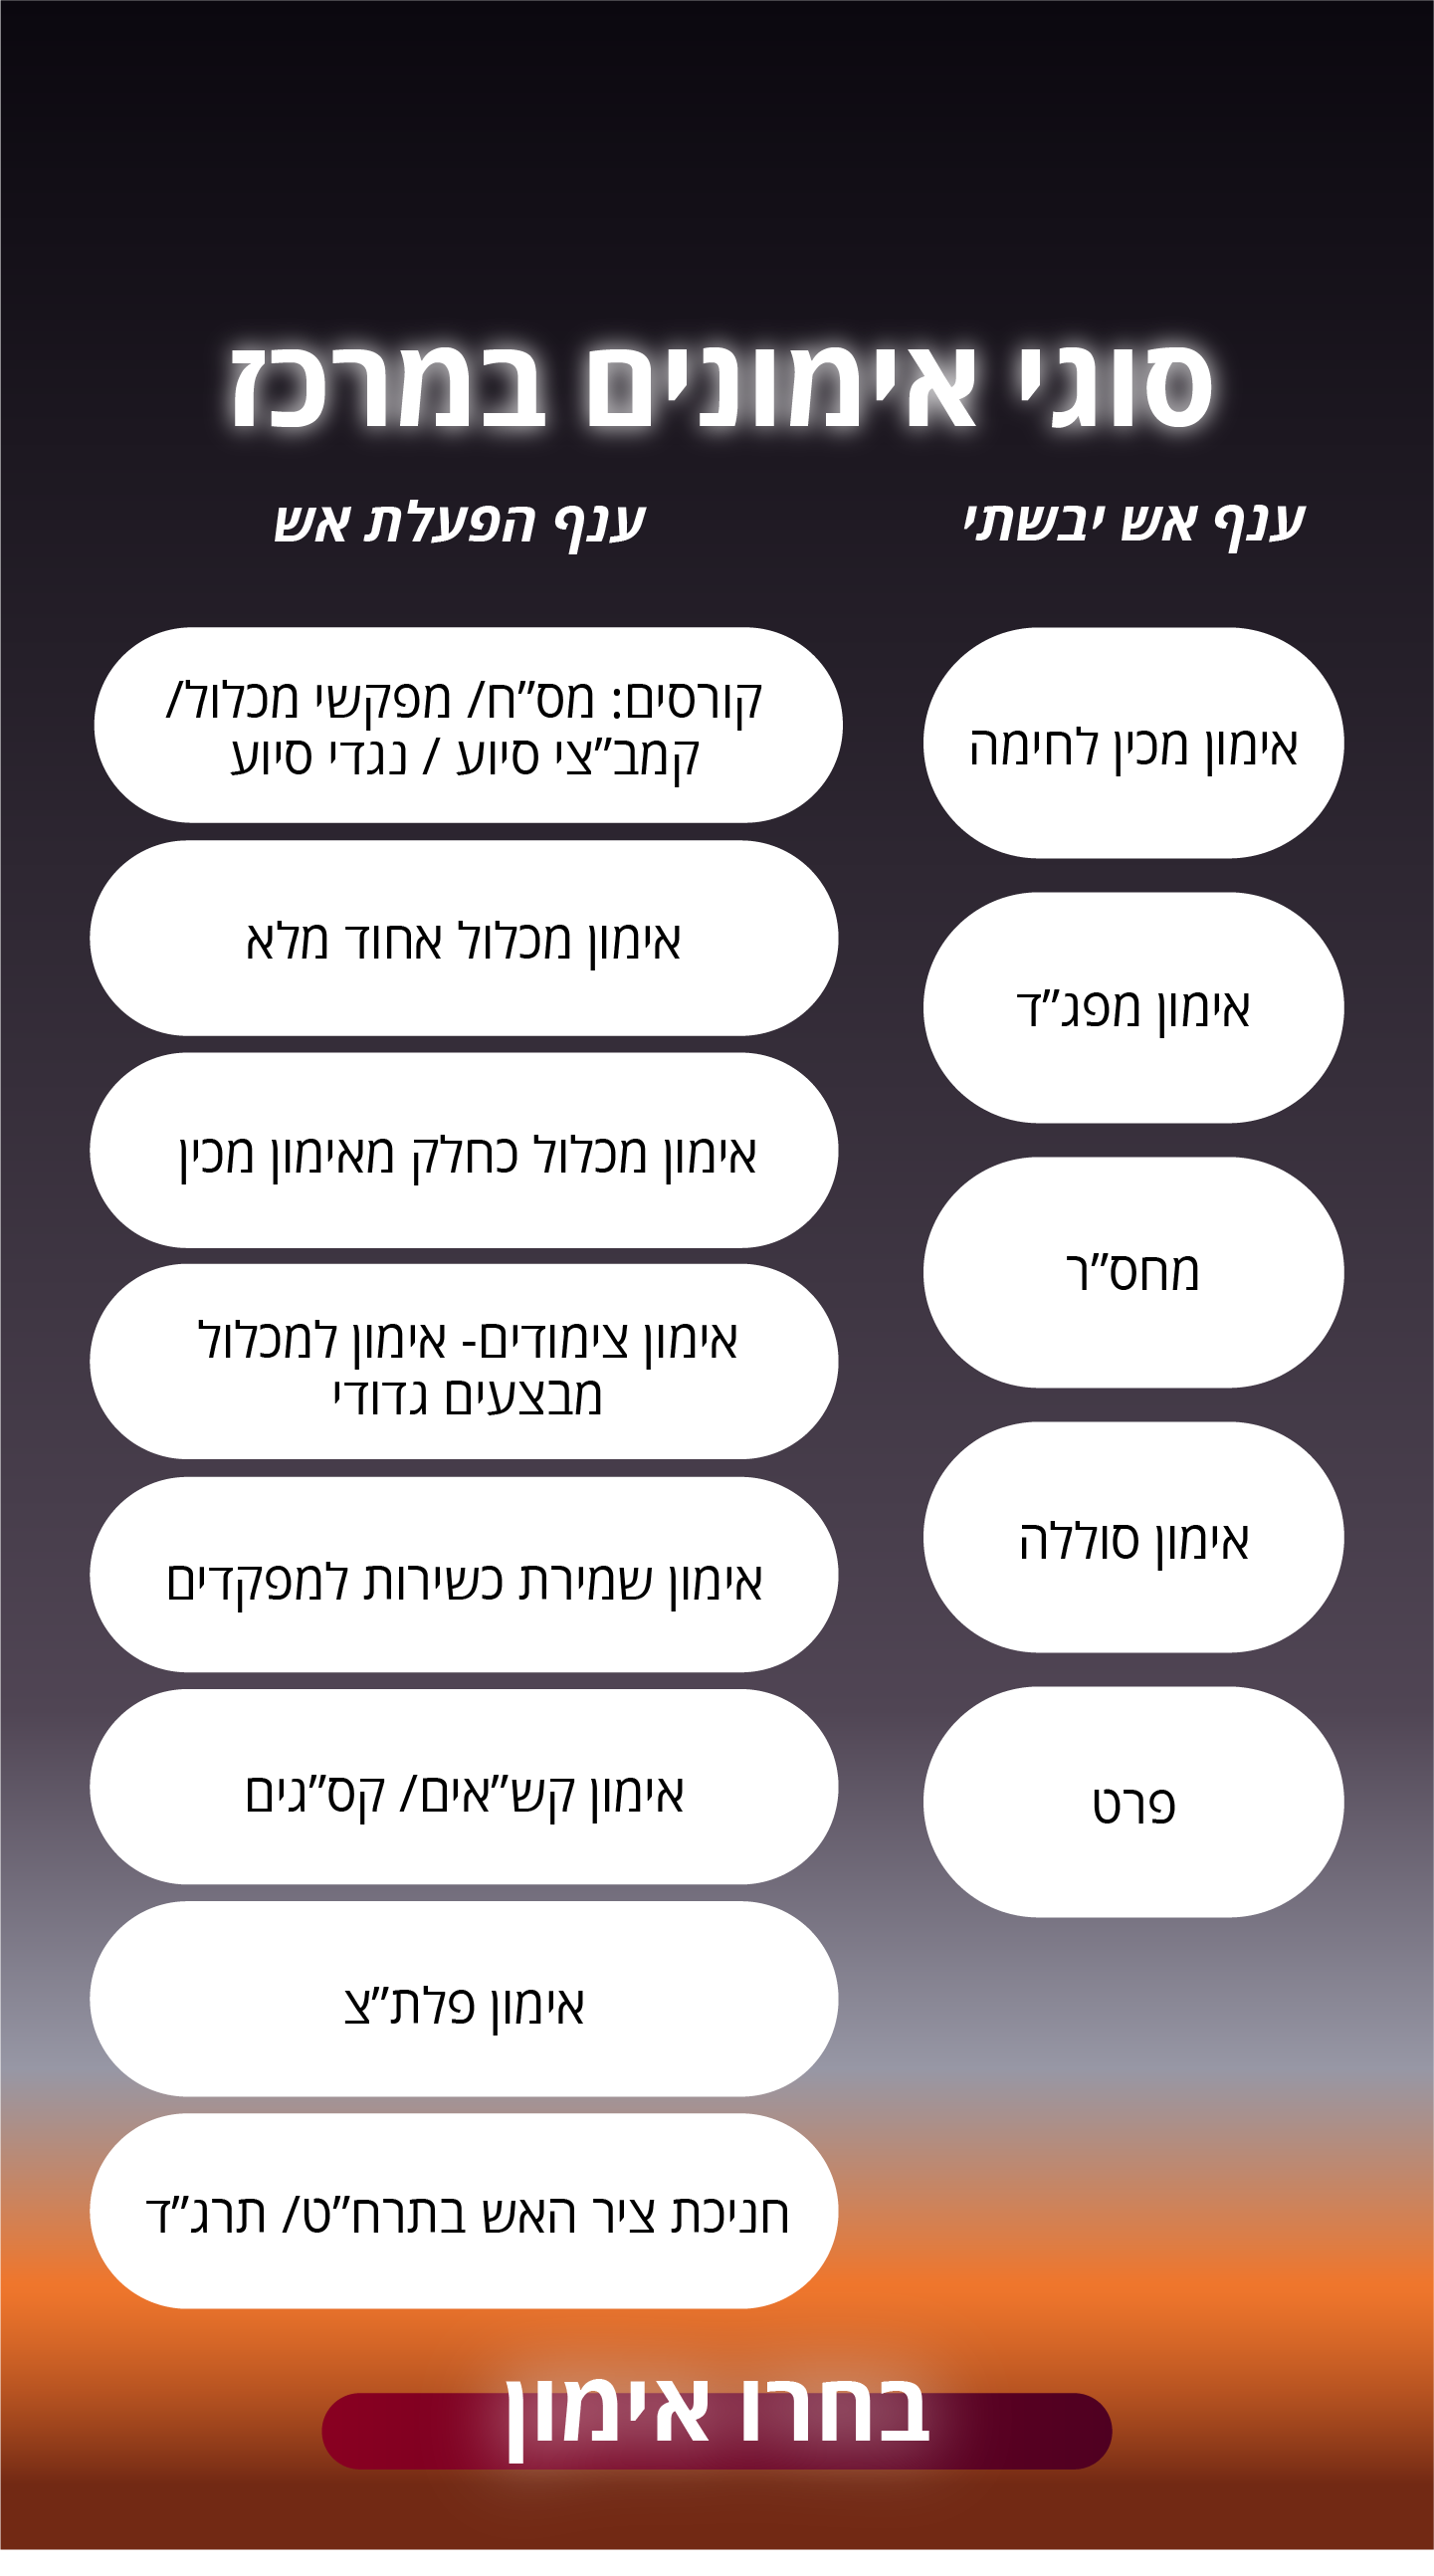 סוגי אימונים במרכז
ענף אש יבשתי
אימון מכין לחימה
אימון מפג״ד
מחס״ר
אימון סוללה
פרט
ענף הפעלת אש
קורסים: מס״ח/ מפקשי מכלול/
קמב״צי סיוע / נגדי סיוע
אימון מכלול אחוד מלא
אימון מכלול כחלק מאימון מכין
אימון צימודים- אימון למכלול
מבצעים גדודי
אימון שמירת כשירות למפקדים
אימון קש״אים/ קס״גים
אימון פלת״צ
חניכת ציר האש בתרח״ט/ תרג״ד
בחרו אימון